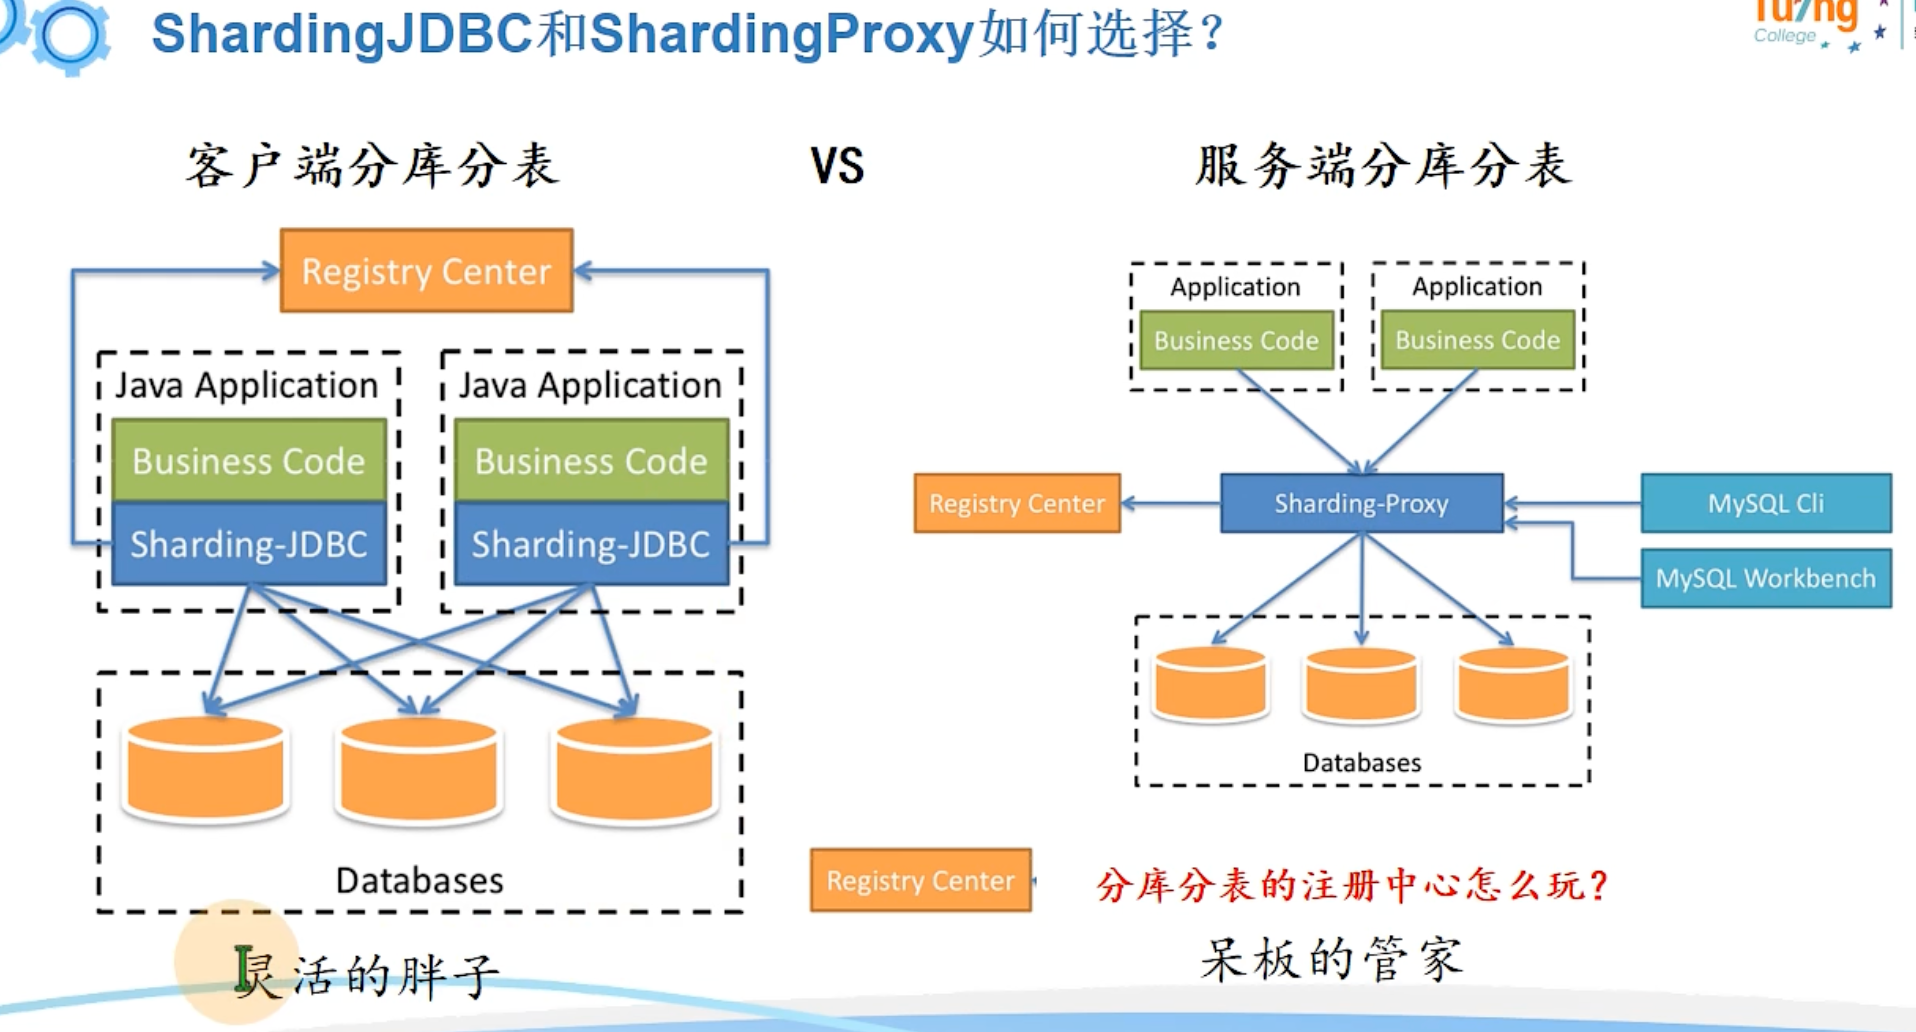 ShardingJDBC和ShardingProxy如何选择?
Tu7ng
College
客户端分库分表
VS
服务端分库分表
Registry Center
Java Application
Business Code
Sharding-JDBC
Java Application
Business Code
Sharding-JDBC
Databases
灵活的胖子
Application
Business Code
Application
Business Code
Registry Center
Sharding-Proxy
MySQL Cli
MySQL Workbench
Databases
Registry Center
分库分表的注册中心怎么玩?
呆板的管家